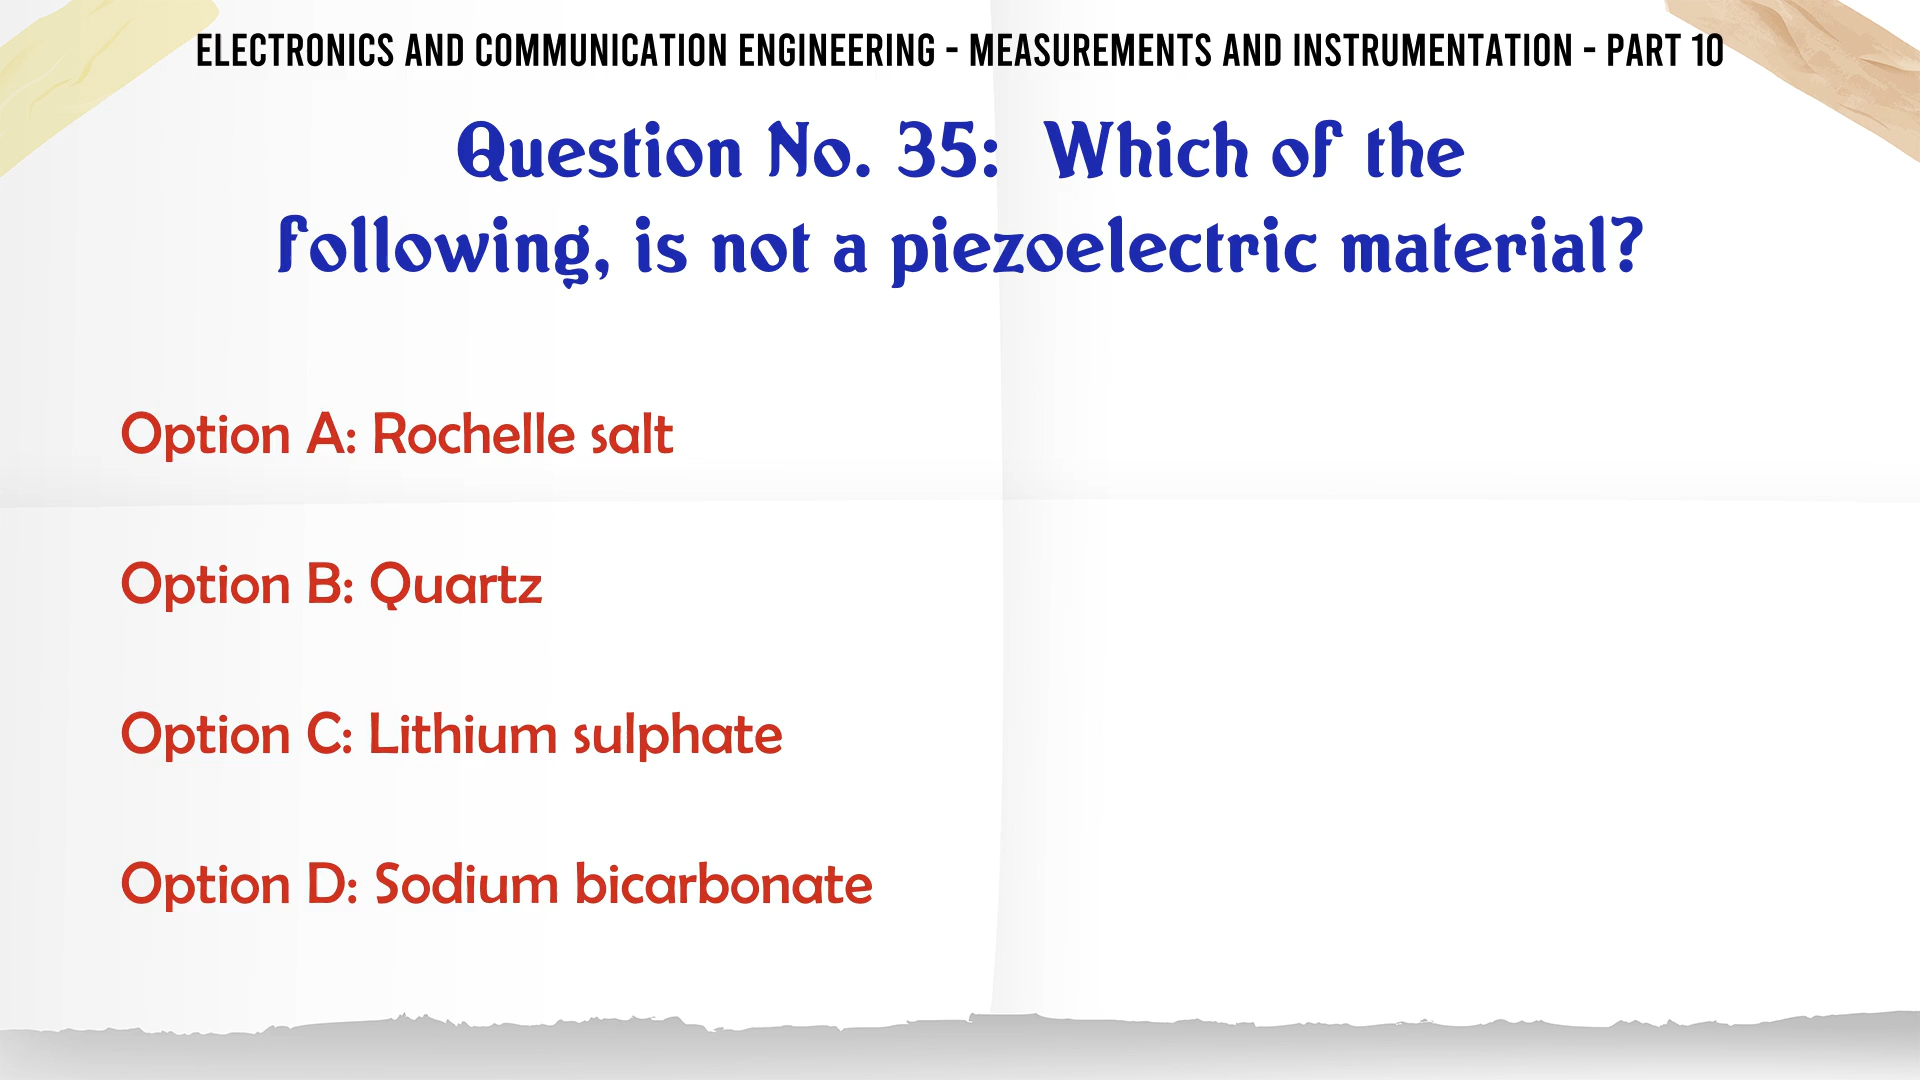 ELECTRONICS AND COMMUNICATION ENGINEERING - MEASUREMENTS AND INSTRUMENTATION - PART 10
Question No. 35: Which of the
following, is not a piezoelectric material?
Option A: Rochelle salt
Option B: Quartz
Option C: Lithium sulphate
Option D: Sodium bicarbonate